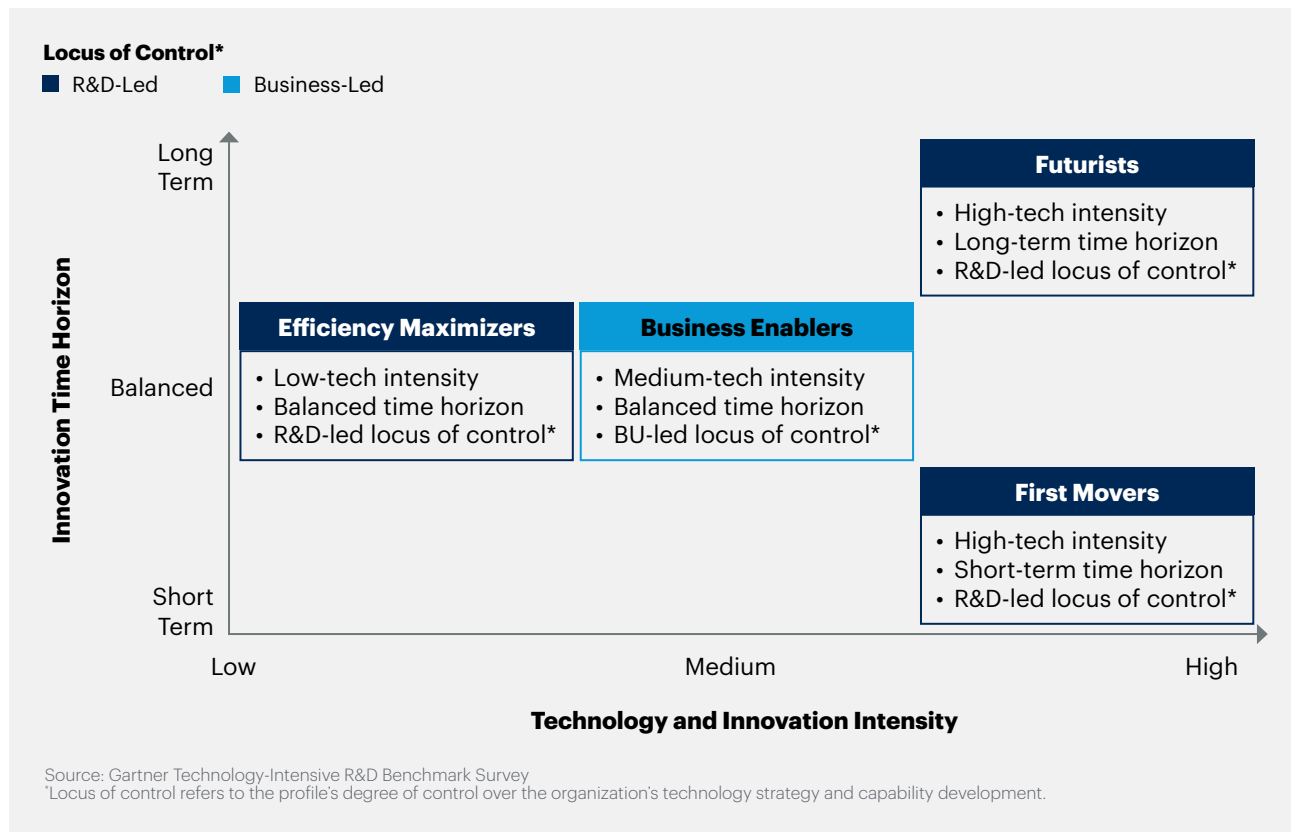 Locus of Control*
R&D-Led
Business-Led
Long
Term
Innovation Time Horizon
Balanced
Short
Term
Futurists
• High-tech intensity
• Long-term time horizon
• R&D-led locus of control*
Efficiency Maximizers
• Low-tech intensity
• Balanced time horizon
• R&D-led locus of control*
Business Enablers
• Medium-tech intensity
• Balanced time horizon
• BU-led locus of control*
First Movers
• High-tech intensity
• Short-term time horizon
• R&D-led locus of control*
Low
Medium
High
Technology and Innovation Intensity
Source: Gartner Technology-Intensive R&D Benchmark Survey
*Locus of control refers to the profile's degree of control over the organization's technology strategy and capability development.